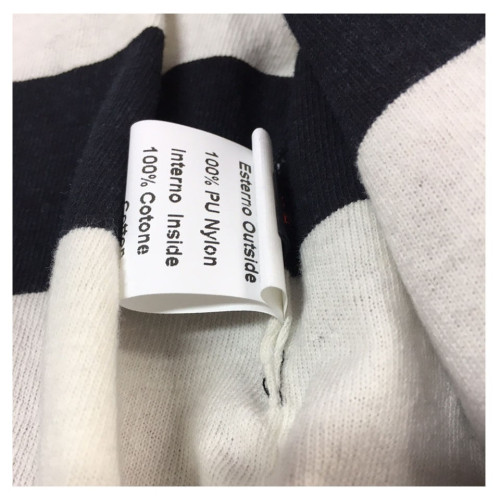 Esterno Outside
100% PU Nylon
Interno Inside
100% Cotone